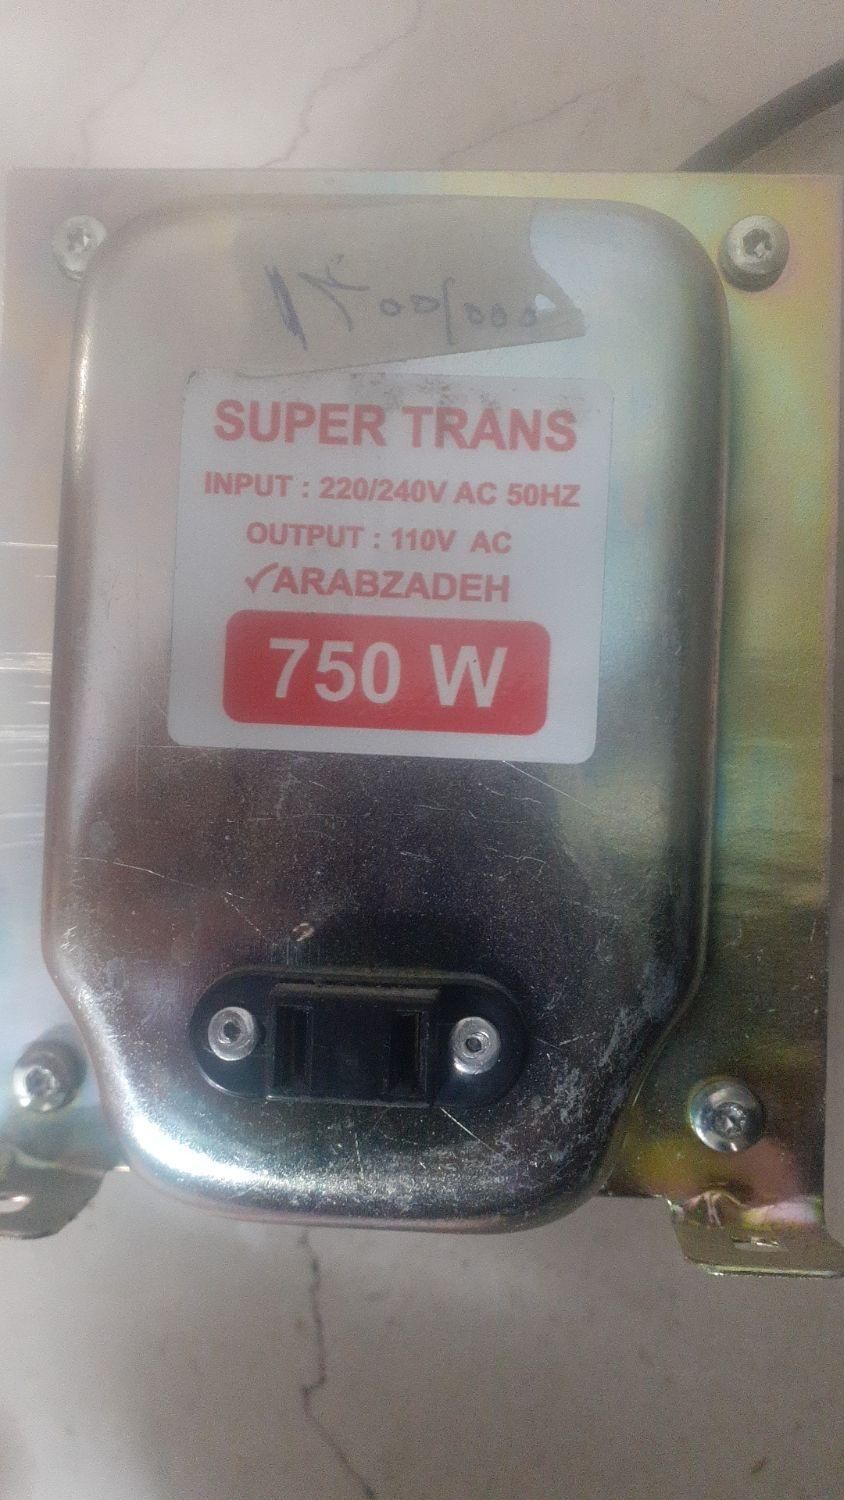 SUPER TRANS
INPUT : 220/240V AC 50HZ
OUTPUT : 110V AC
✓ARABZADEH
750 W